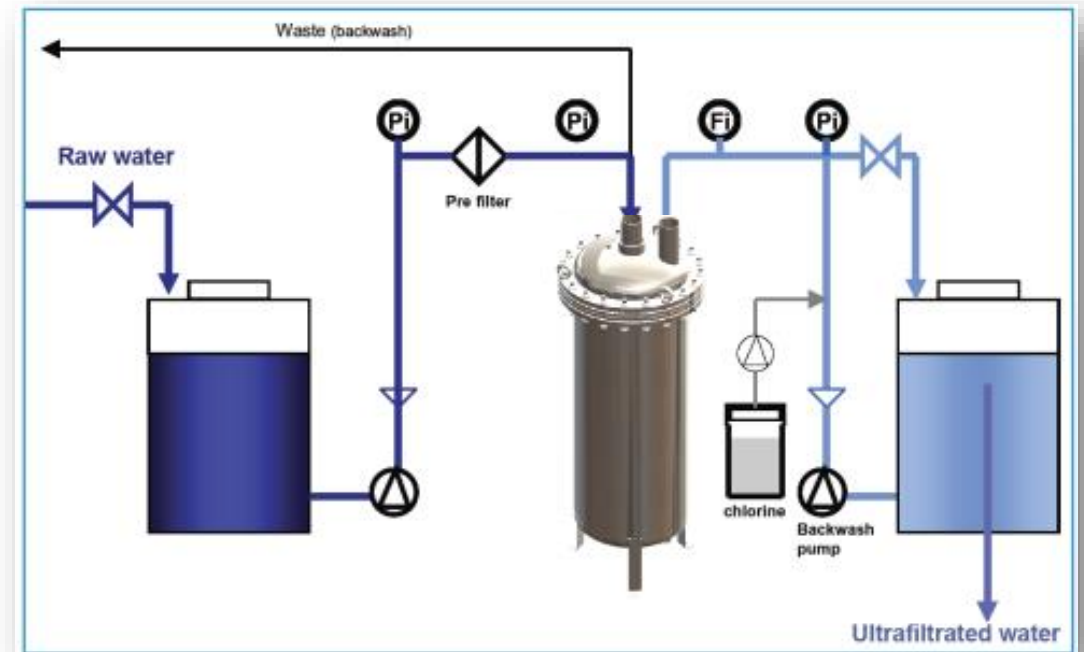 Waste (backwash)
Pi
Pi
Fi
Pi
Raw water
Pre filter
chlorine
Backwash
pump
Ultrafiltrated water